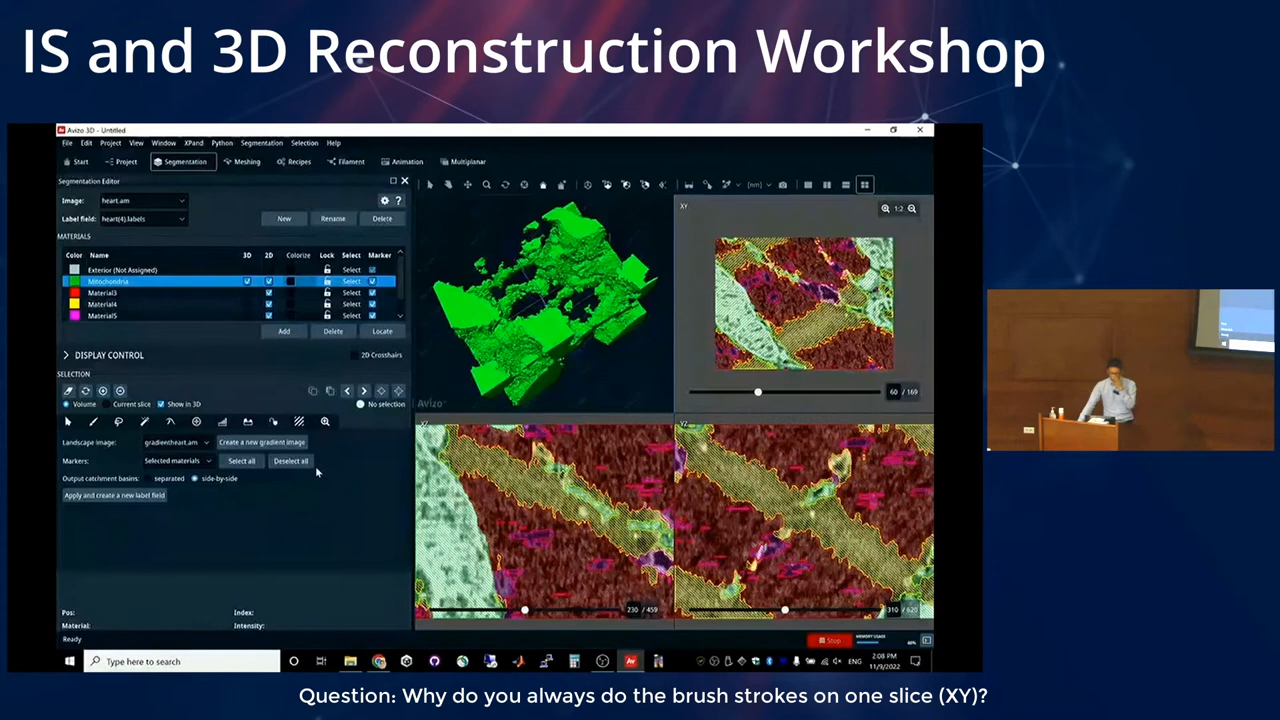 IS and 3D Reconstruction Workshop
Avizo 3D - Untitled
File Edit Project View Window XPand Python Segmentation Selection Help
Start Project Segmentation Meshing Recipes Filament Animation Multiplanar
Segmentation Editor
Image: heart.am
Label field: heart(4).labels New Rename Delete
MATERIALS
Color Name 3D 2D Colorize Lock Select Marker
Exterior (Not Assigned) Select
Mitochondria Select
Material3 Select
Material4 Select
Material5 Select
Add Delete Locate
DISPLAY CONTROL 2D Crosshairs
SELECTION
Volume Current slice Show in 3D No selection
Landscape image: gradientheart.am Create a new gradient image
Markers: Selected materials Select all Deselect all
Output catchment basins: separated side-by-side
Apply and create a new label field
Pos: Index:
Material: Intensity:
Ready
[nm]
XY
1:2
60 / 169
Avizo
XZ
230 / 459
YZ
310 / 620
Stop MEMORY USAGE
Type here to search
ENG
2:08 PM
11/9/2022
Question: Why do you always do the brush strokes on one slice (XY)?